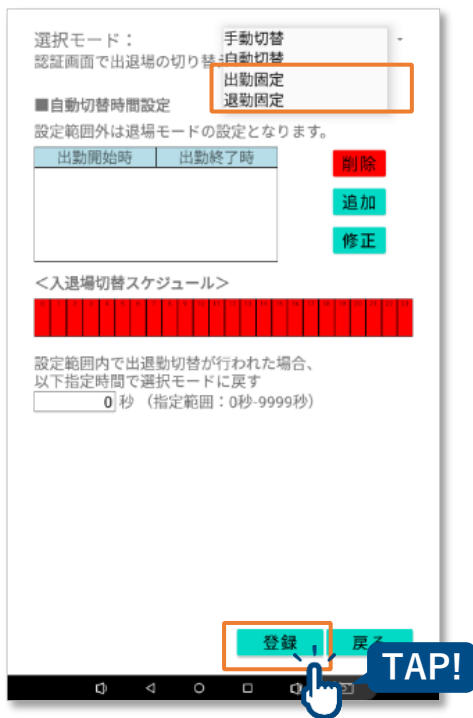 選択モード：
手動切替
認証画面で出退場の切り替
自動切替
出勤固定
退勤固定
■自動切替時間設定
設定範囲外は退場モードの設定となります。
出勤開始時 出勤終了時
削除
追加
修正
＜入退場切替スケジュール＞
設定範囲内で出退勤切替が行われた場合、
以下指定時間で選択モードに戻す
0 秒 （指定範囲：0秒-9999秒）
登録 戻る
TAP!